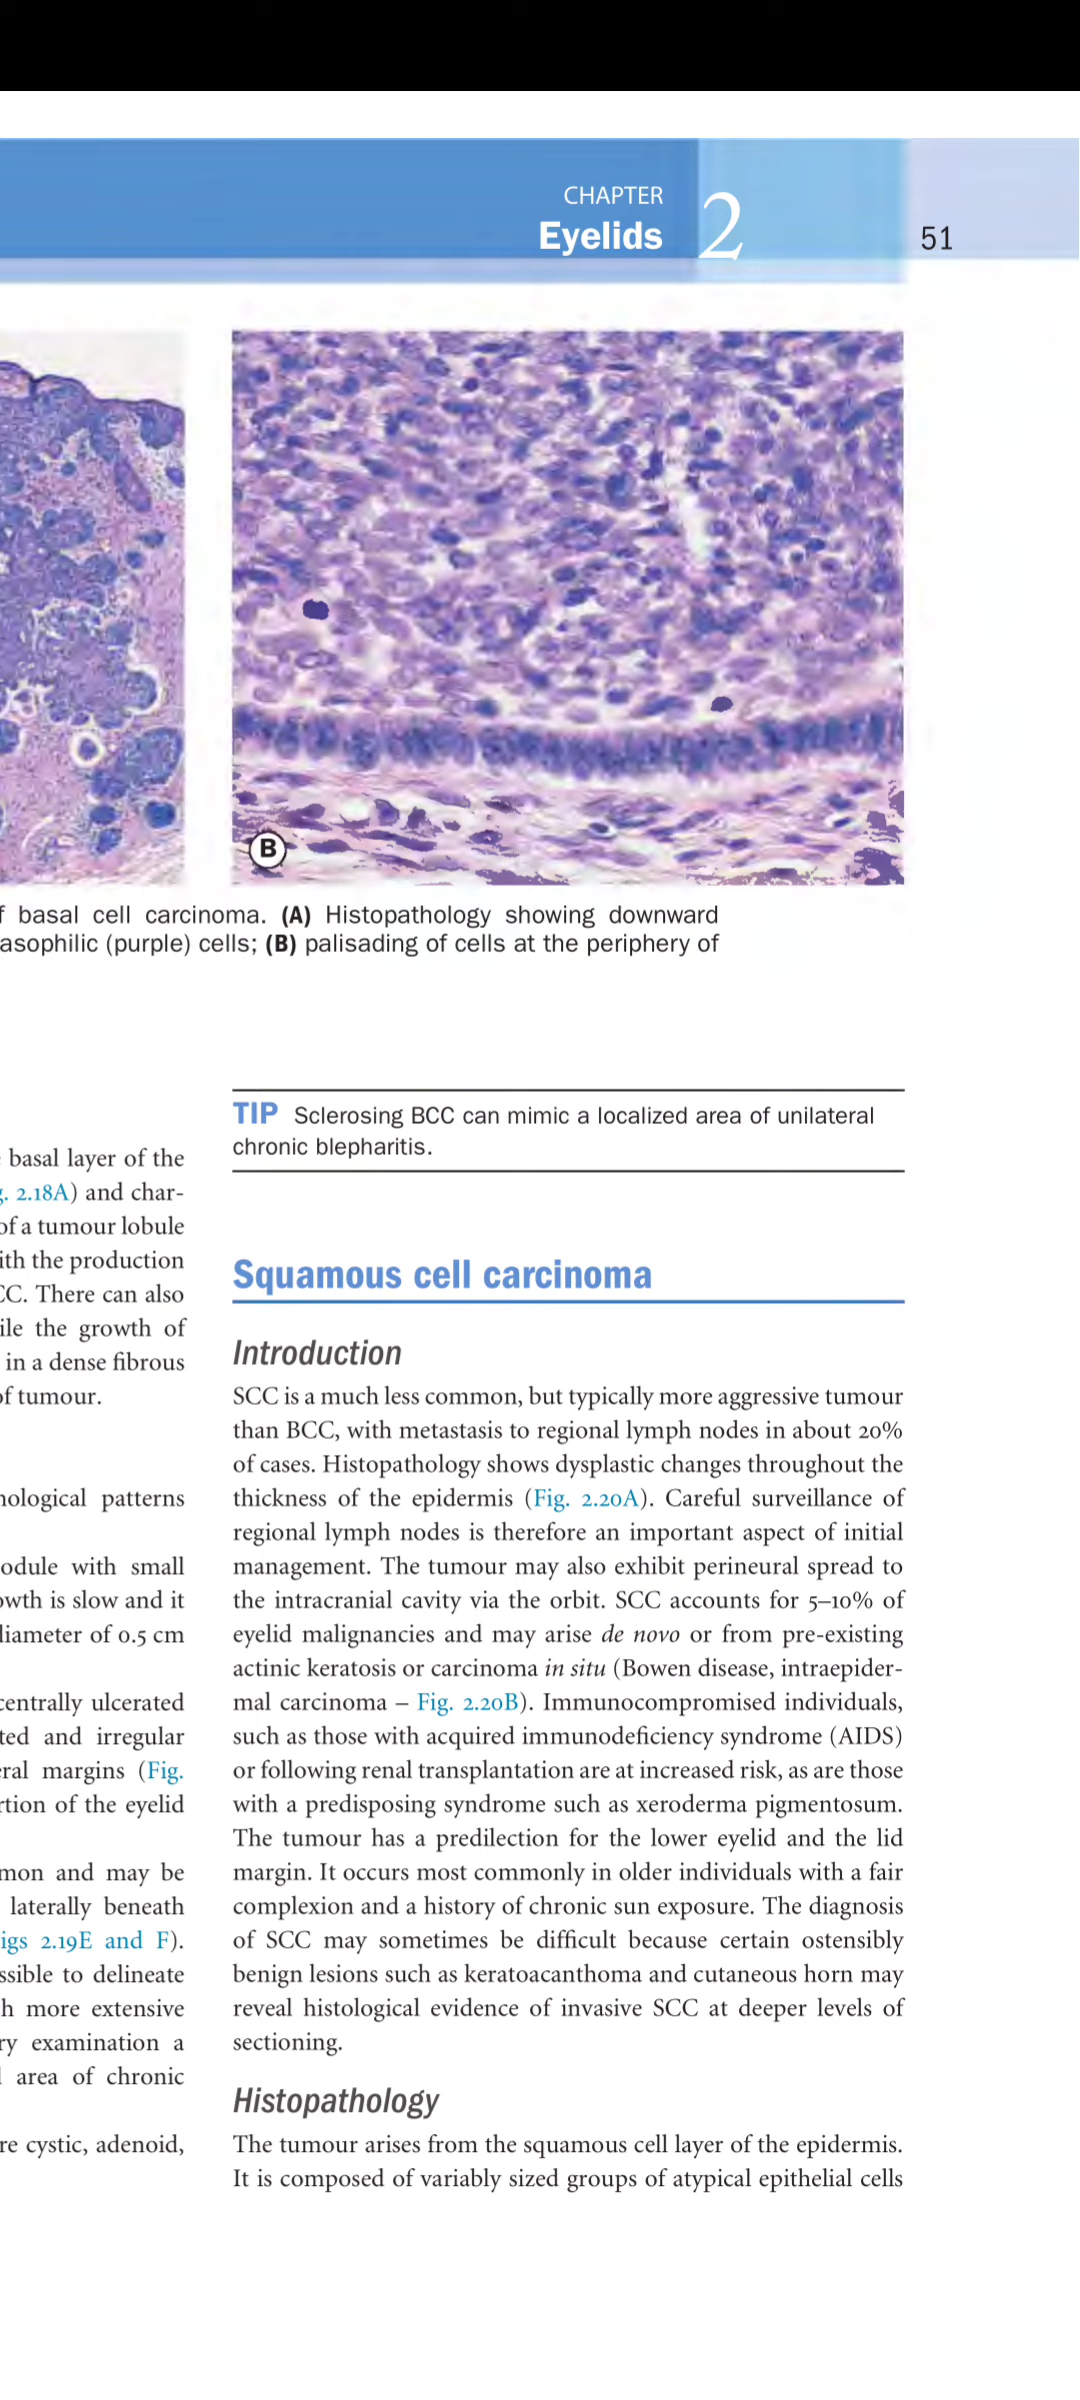 CHAPTER
Eyelids 2
51
B
basal cell carcinoma. (A) Histopathology showing downward
(purple) cells; (B) palisading of cells at the periphery of
basal layer of the
2.18A) and char-
of a tumour lobule
the production
There can also
the growth of
in a dense fibrous
of tumour.
patterns
with small
is slow and it
diameter of 0.5 cm
centrally ulcerated
and irregular
margins (Fig.
of the eyelid
and may be
laterally beneath
2.19E and F).
to delineate
more extensive
examination a
area of chronic
cystic, adenoid,
TIP Sclerosing BCC can mimic a localized area of unilateral
chronic blepharitis.
Squamous cell carcinoma
Introduction
SCC is a much less common, but typically more aggressive tumour
than BCC, with metastasis to regional lymph nodes in about 20%
of cases. Histopathology shows dysplastic changes throughout the
thickness of the epidermis (Fig. 2.20A). Careful surveillance of
regional lymph nodes is therefore an important aspect of initial
management. The tumour may also exhibit perineural spread to
the intracranial cavity via the orbit. SCC accounts for 5–10% of
eyelid malignancies and may arise de novo or from pre-existing
actinic keratosis or carcinoma in situ (Bowen disease, intraepider-
mal carcinoma – Fig. 2.20B). Immunocompromised individuals,
such as those with acquired immunodeficiency syndrome (AIDS)
or following renal transplantation are at increased risk, as are those
with a predisposing syndrome such as xeroderma pigmentosum.
The tumour has a predilection for the lower eyelid and the lid
margin. It occurs most commonly in older individuals with a fair
complexion and a history of chronic sun exposure. The diagnosis
of SCC may sometimes be difficult because certain ostensibly
benign lesions such as keratoacanthoma and cutaneous horn may
reveal histological evidence of invasive SCC at deeper levels of
sectioning.
Histopathology
The tumour arises from the squamous cell layer of the epidermis.
It is composed of variably sized groups of atypical epithelial cells